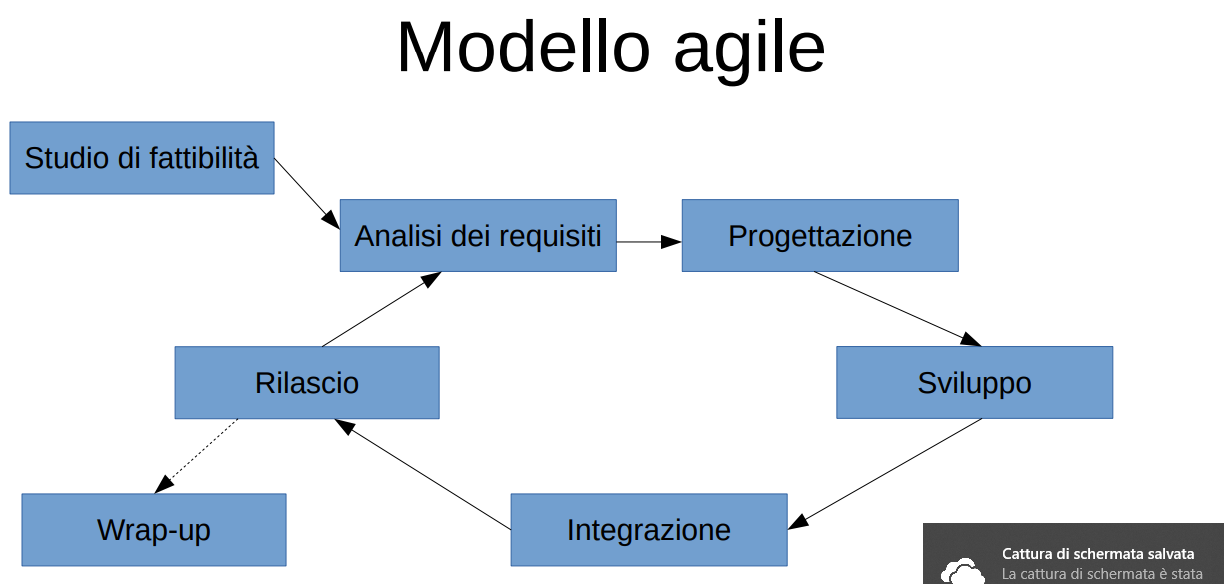 Modello agile
Studio di fattibilità
Analisi dei requisiti
Progettazione
Rilascio
Sviluppo
Wrap-up
Integrazione
Cattura di schermata salvata
La cattura di schermata è stata